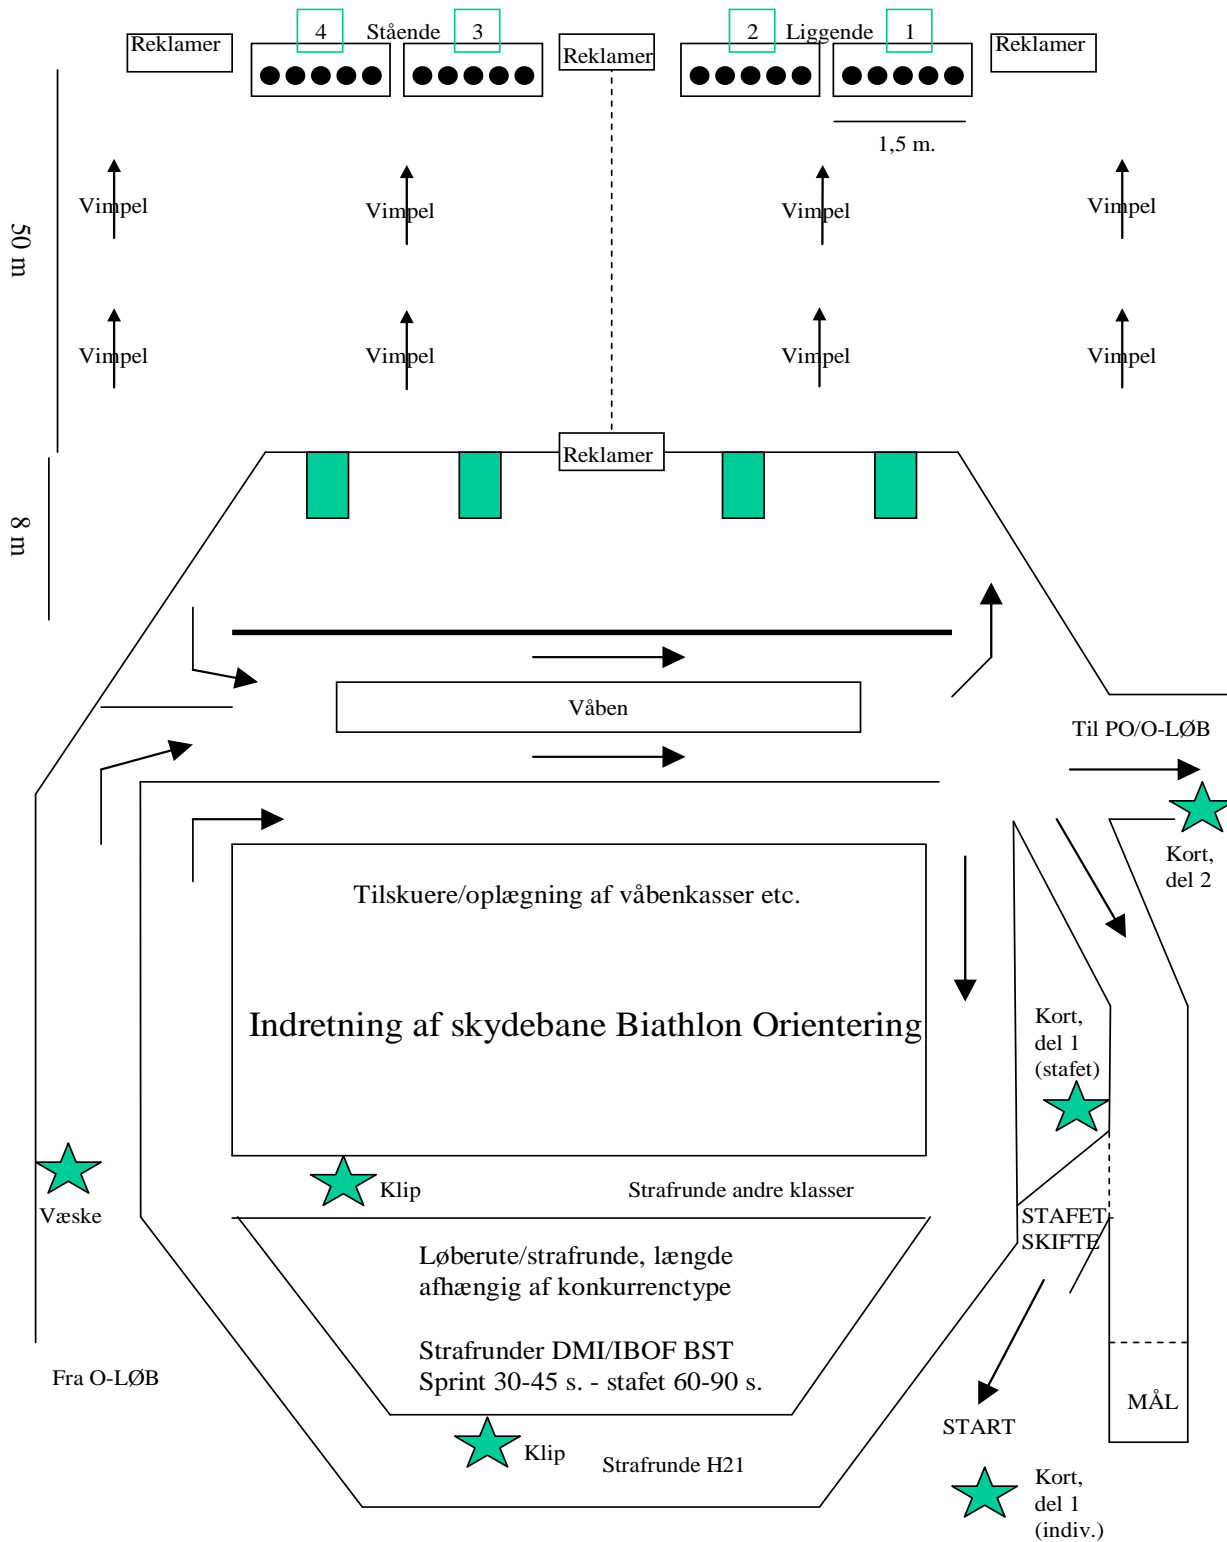 4 Stående 3
2 Liggende 1
Reklamer
Reklamer
Reklamer
1,5 m.
Vimpel
Vimpel
Vimpel
Vimpel
50 m
Vimpel
Vimpel
Vimpel
Vimpel
Reklamer
8 m
Våben
Til PO/O-LØB
Kort,
del 2
Tilskuere/oplægning af våbenkasser etc.
Indretning af skydebane Biathlon Orientering
Kort,
del 1
(stafet)
Klip
Strafrunde andre klasser
Væske
STAFET
SKIFTE
Løberute/strafrunde, længde
afhængig af konkurrenctype
Strafrunder DMI/IBOF BST
Sprint 30-45 s. - stafet 60-90 s.
Fra O-LØB
MÅL
START
Klip
Strafrunde H21
Kort,
del 1
(indiv.)